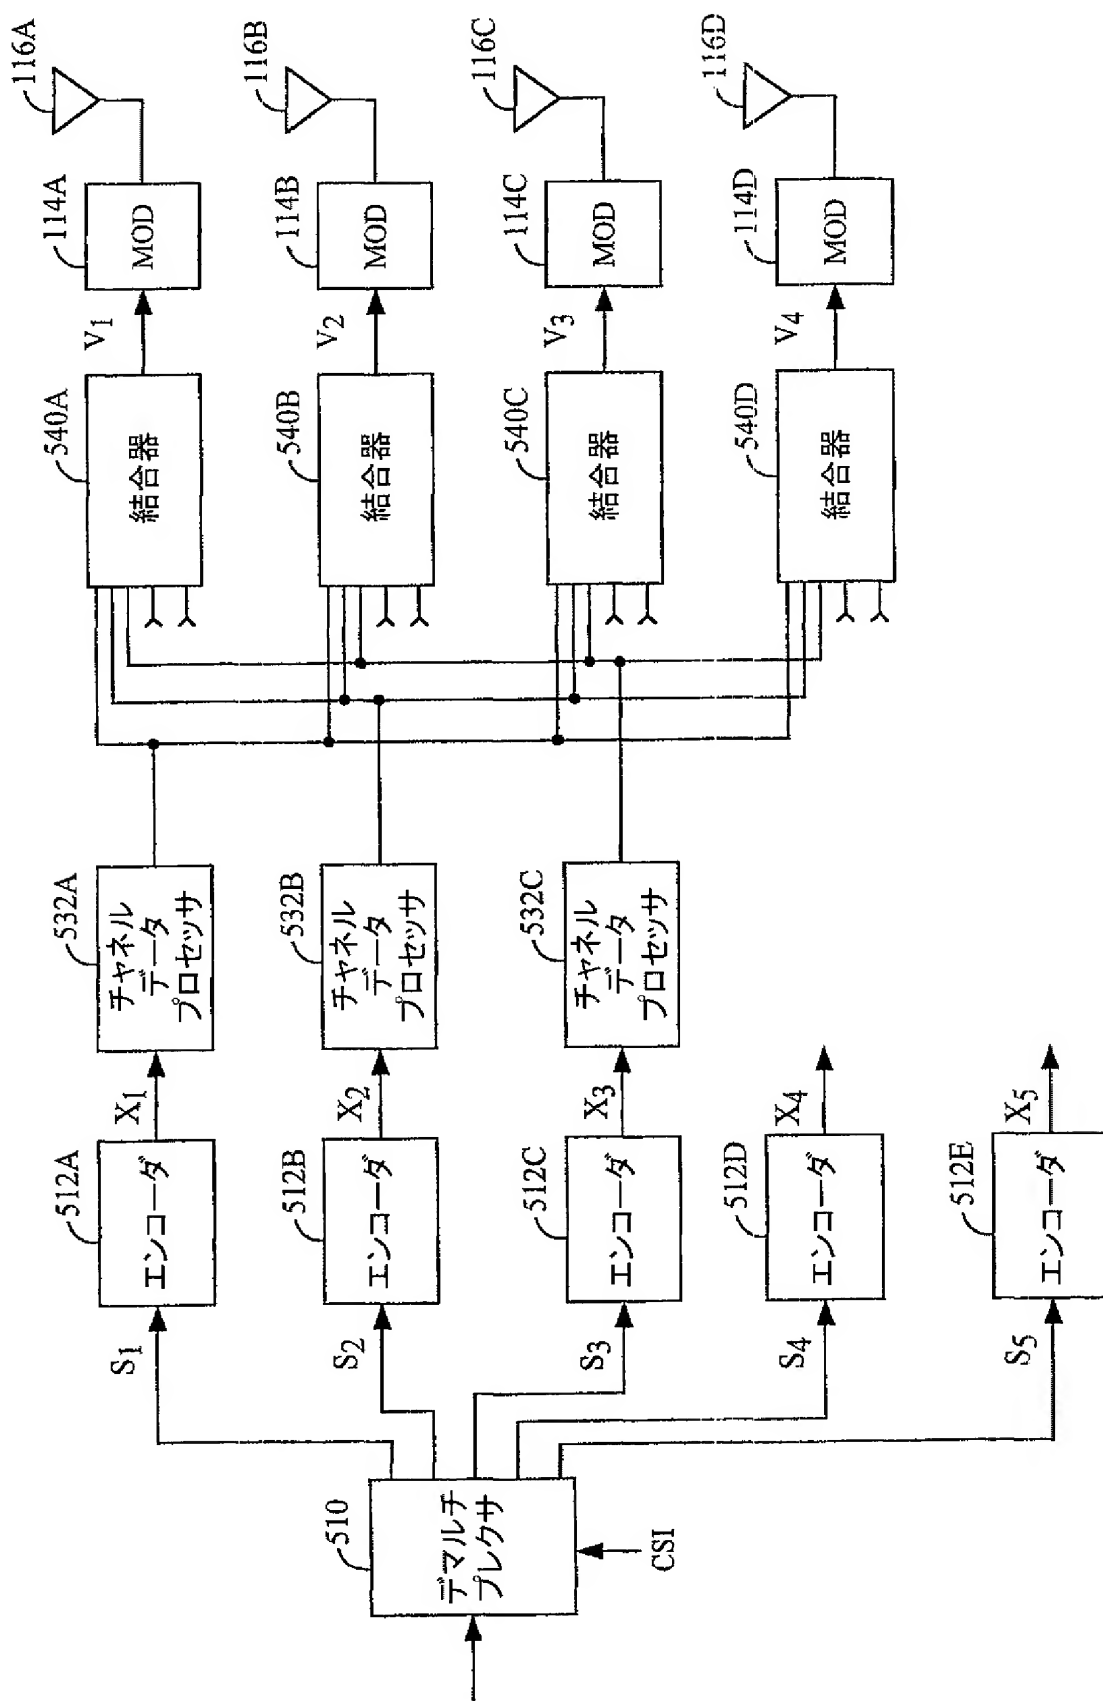 510
デマルチ
プレクサ
CSI
S1
S2
S3
S4
S5
512A
エンコーダ
512B
エンコーダ
512C
エンコーダ
512D
エンコーダ
512E
エンコーダ
X1
X2
X3
X4
X5
532A
チャネル
データ
プロセッサ
532B
チャネル
データ
プロセッサ
532C
チャネル
データ
プロセッサ
540A
結合器
540B
結合器
540C
結合器
540D
結合器
V1
V2
V3
V4
114A
MOD
114B
MOD
114C
MOD
114D
MOD
116A
116B
116C
116D